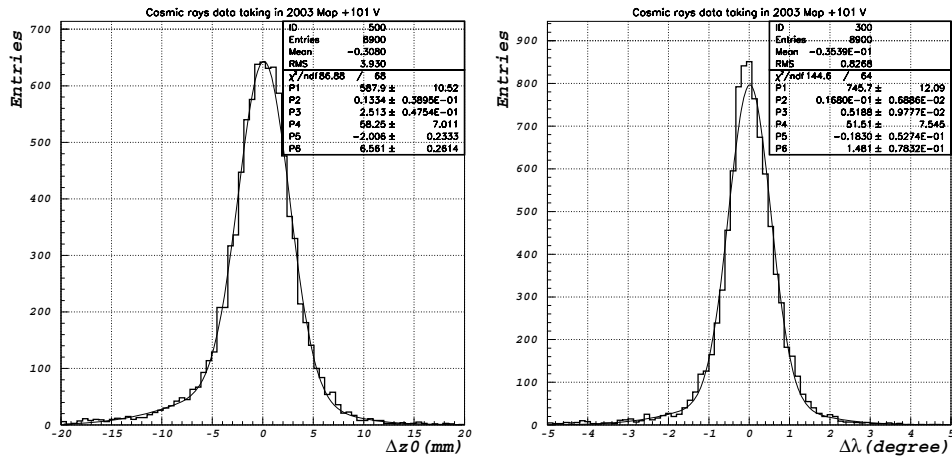 Cosmic rays data taking in 2003 Map +101 V
ID 500
Entries 8900
Mean -0.3080
RMS 3.930
χ²/ndf 86.88 / 68
P1 587.9 ± 10.52
P2 0.1334 ± 0.3895E-01
P3 2.513 ± 0.4754E-01
P4 58.25 ± 7.011
P5 -2.006 ± 0.2333
P6 6.561 ± 0.2614
Entries
700
600
500
400
300
200
100
0
-20 -15 -10 -5 0 5 10 15 20
Δz0(mm)
Cosmic rays data taking in 2003 Map +101 V
ID 300
Entries 8900
Mean -0.3539E-01
RMS 0.8268
χ²/ndf 144.6 / 64
P1 745.7 ± 12.09
P2 0.1680E-01 ± 0.6886E-02
P3 0.5188 ± 0.9777E-02
P4 51.51 ± 7.545
P5 -0.1830 ± 0.5274E-01
P6 1.481 ± 0.7832E-01
Entries
900
800
700
600
500
400
300
200
100
0
-5 -4 -3 -2 -1 0 1 2 3 4 5
Δλ(degree)